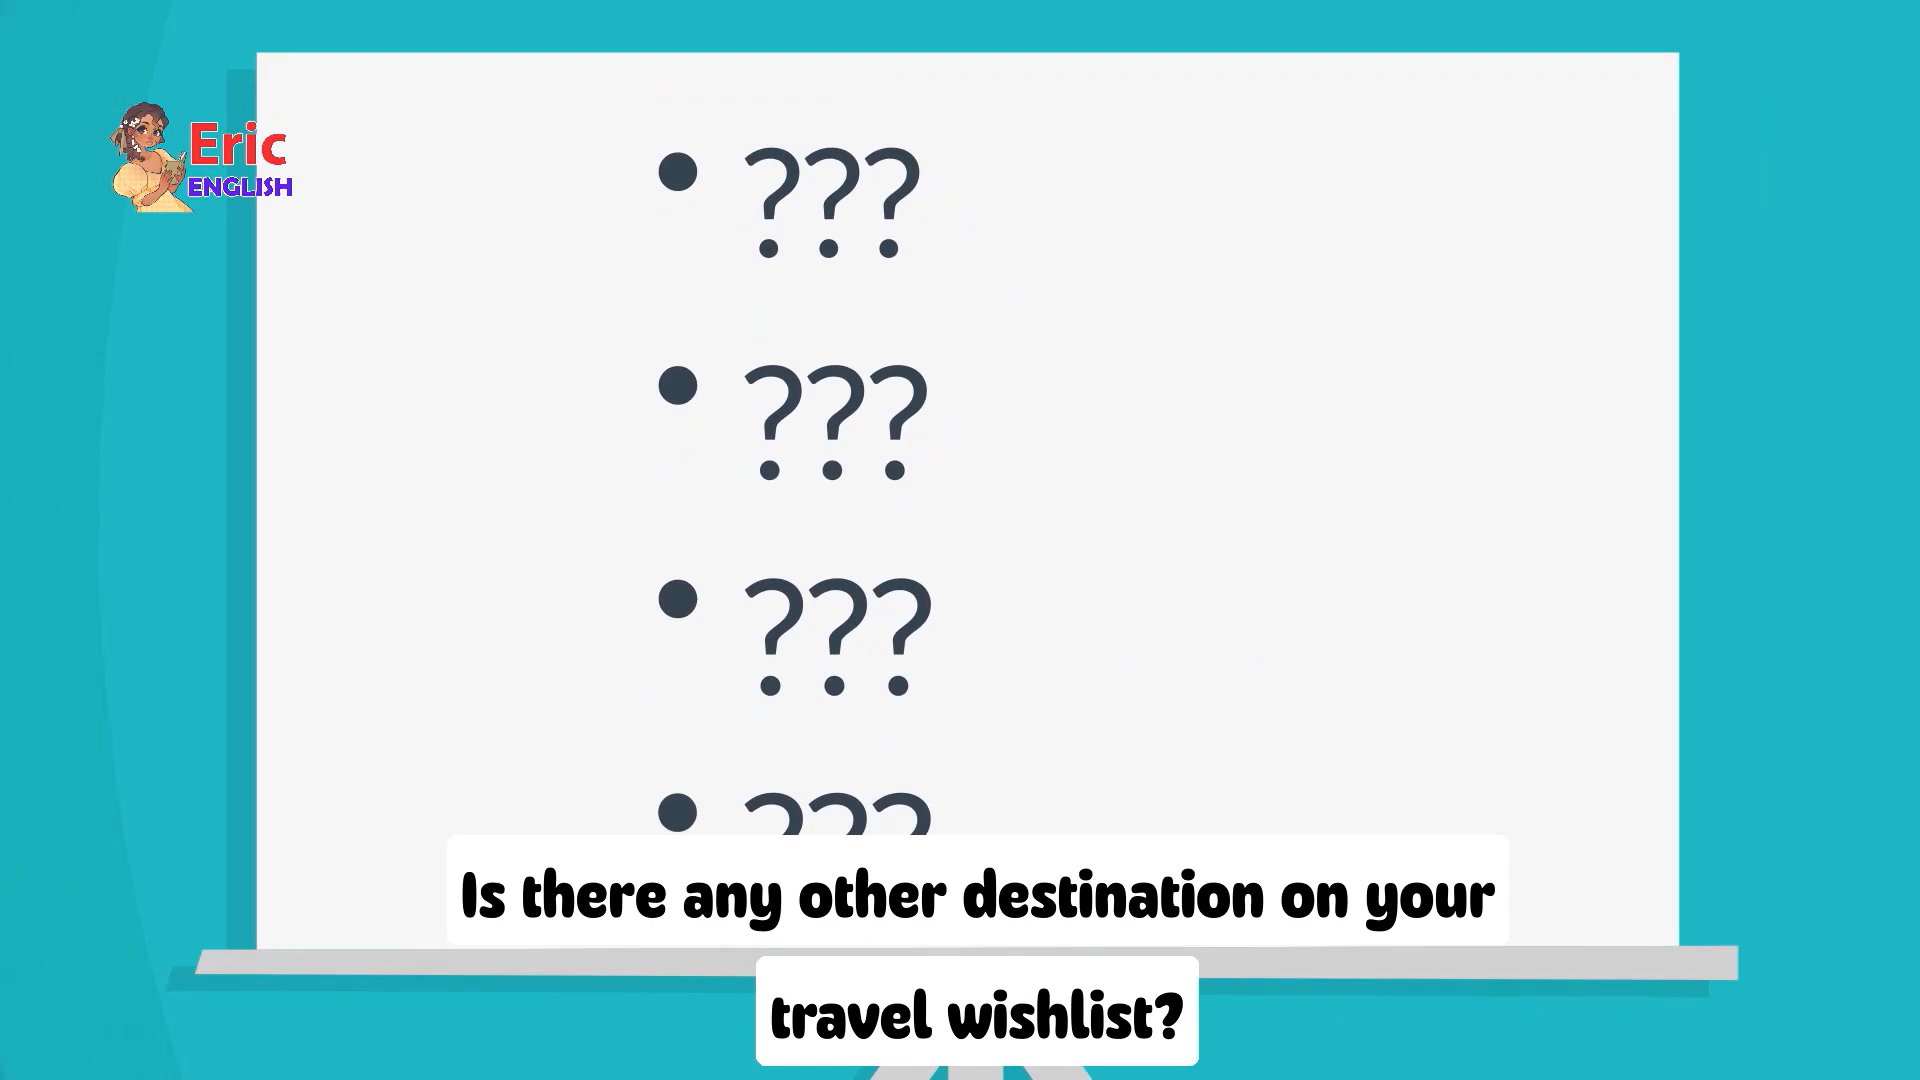 Eric
ENGLISH
• ???
• ???
• ???
• ???
Is there any other destination on your
travel wishlist?